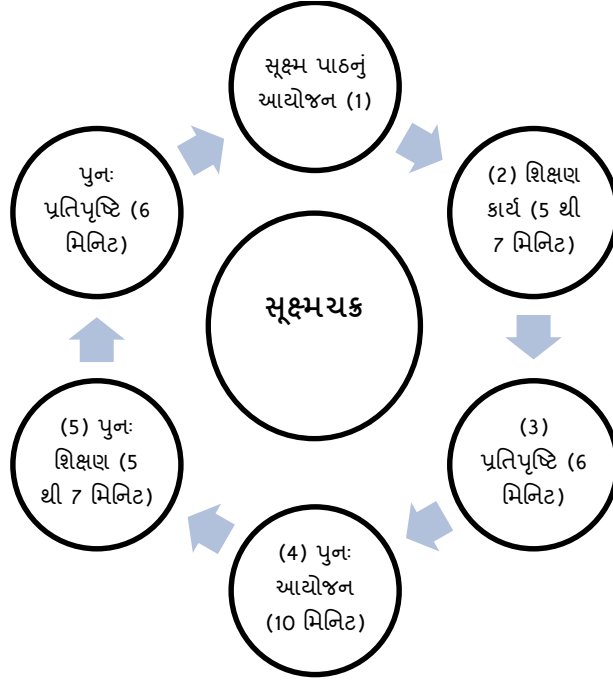 સૂક્ષ્મ પાઠનું
આયોજન (1)
(2) શિક્ષણ
કાર્ય (5 થી
7 મિનિટ)
(3)
પ્રતિપૃષ્ટિ (6
મિનિટ)
(4) પુનઃ
આયોજન
(10 મિનિટ)
(5) પુનઃ
શિક્ષણ (5
થી 7 મિનિટ)
પુનઃ
પ્રતિપૃષ્ટિ (6
મિનિટ)
સૂક્ષ્મચક્ર